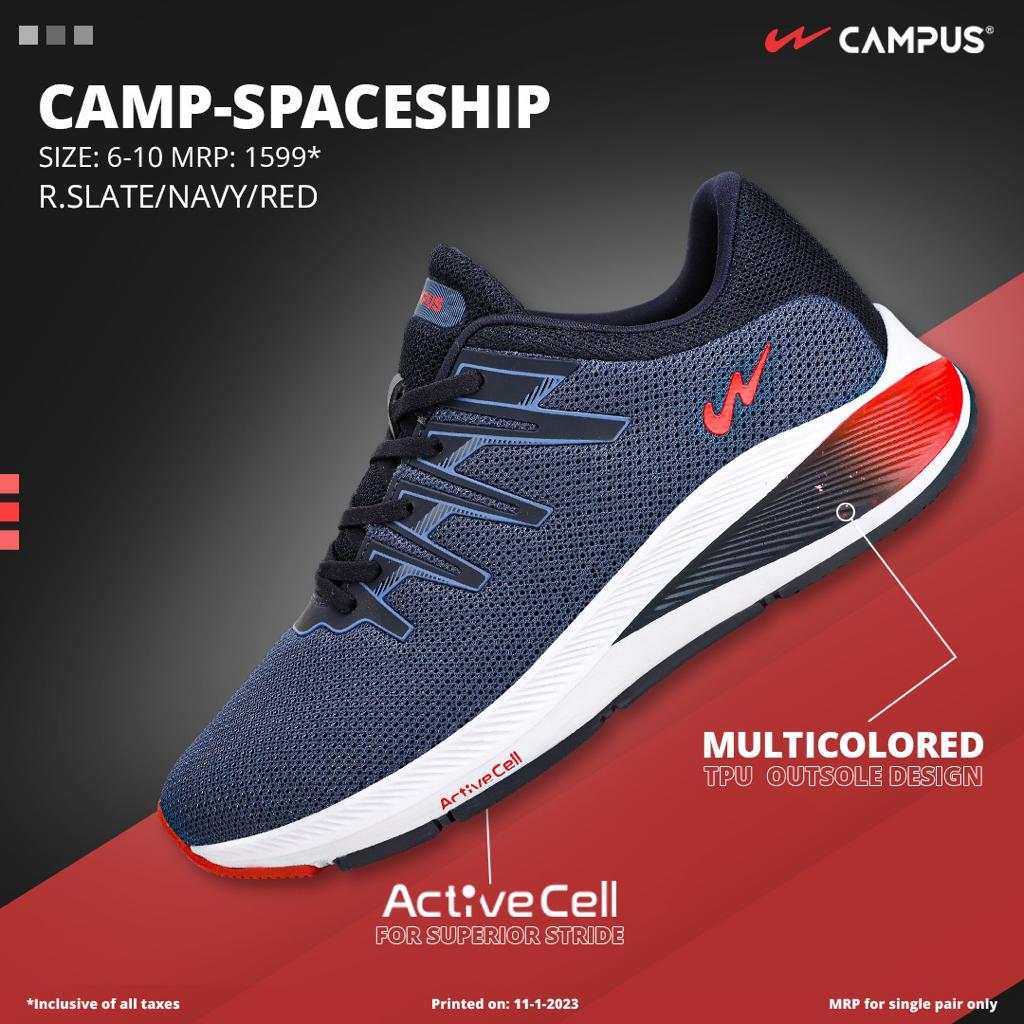 CAMPUS®
CAMP-SPACESHIP
SIZE: 6-10 MRP: 1599*
R.SLATE/NAVY/RED
ActiveCell
MULTICOLORED
TPU OUTSOLE DESIGN
ActiveCell
FOR SUPERIOR STRIDE
*Inclusive of all taxes
Printed on: 11-1-2023
MRP for single pair only